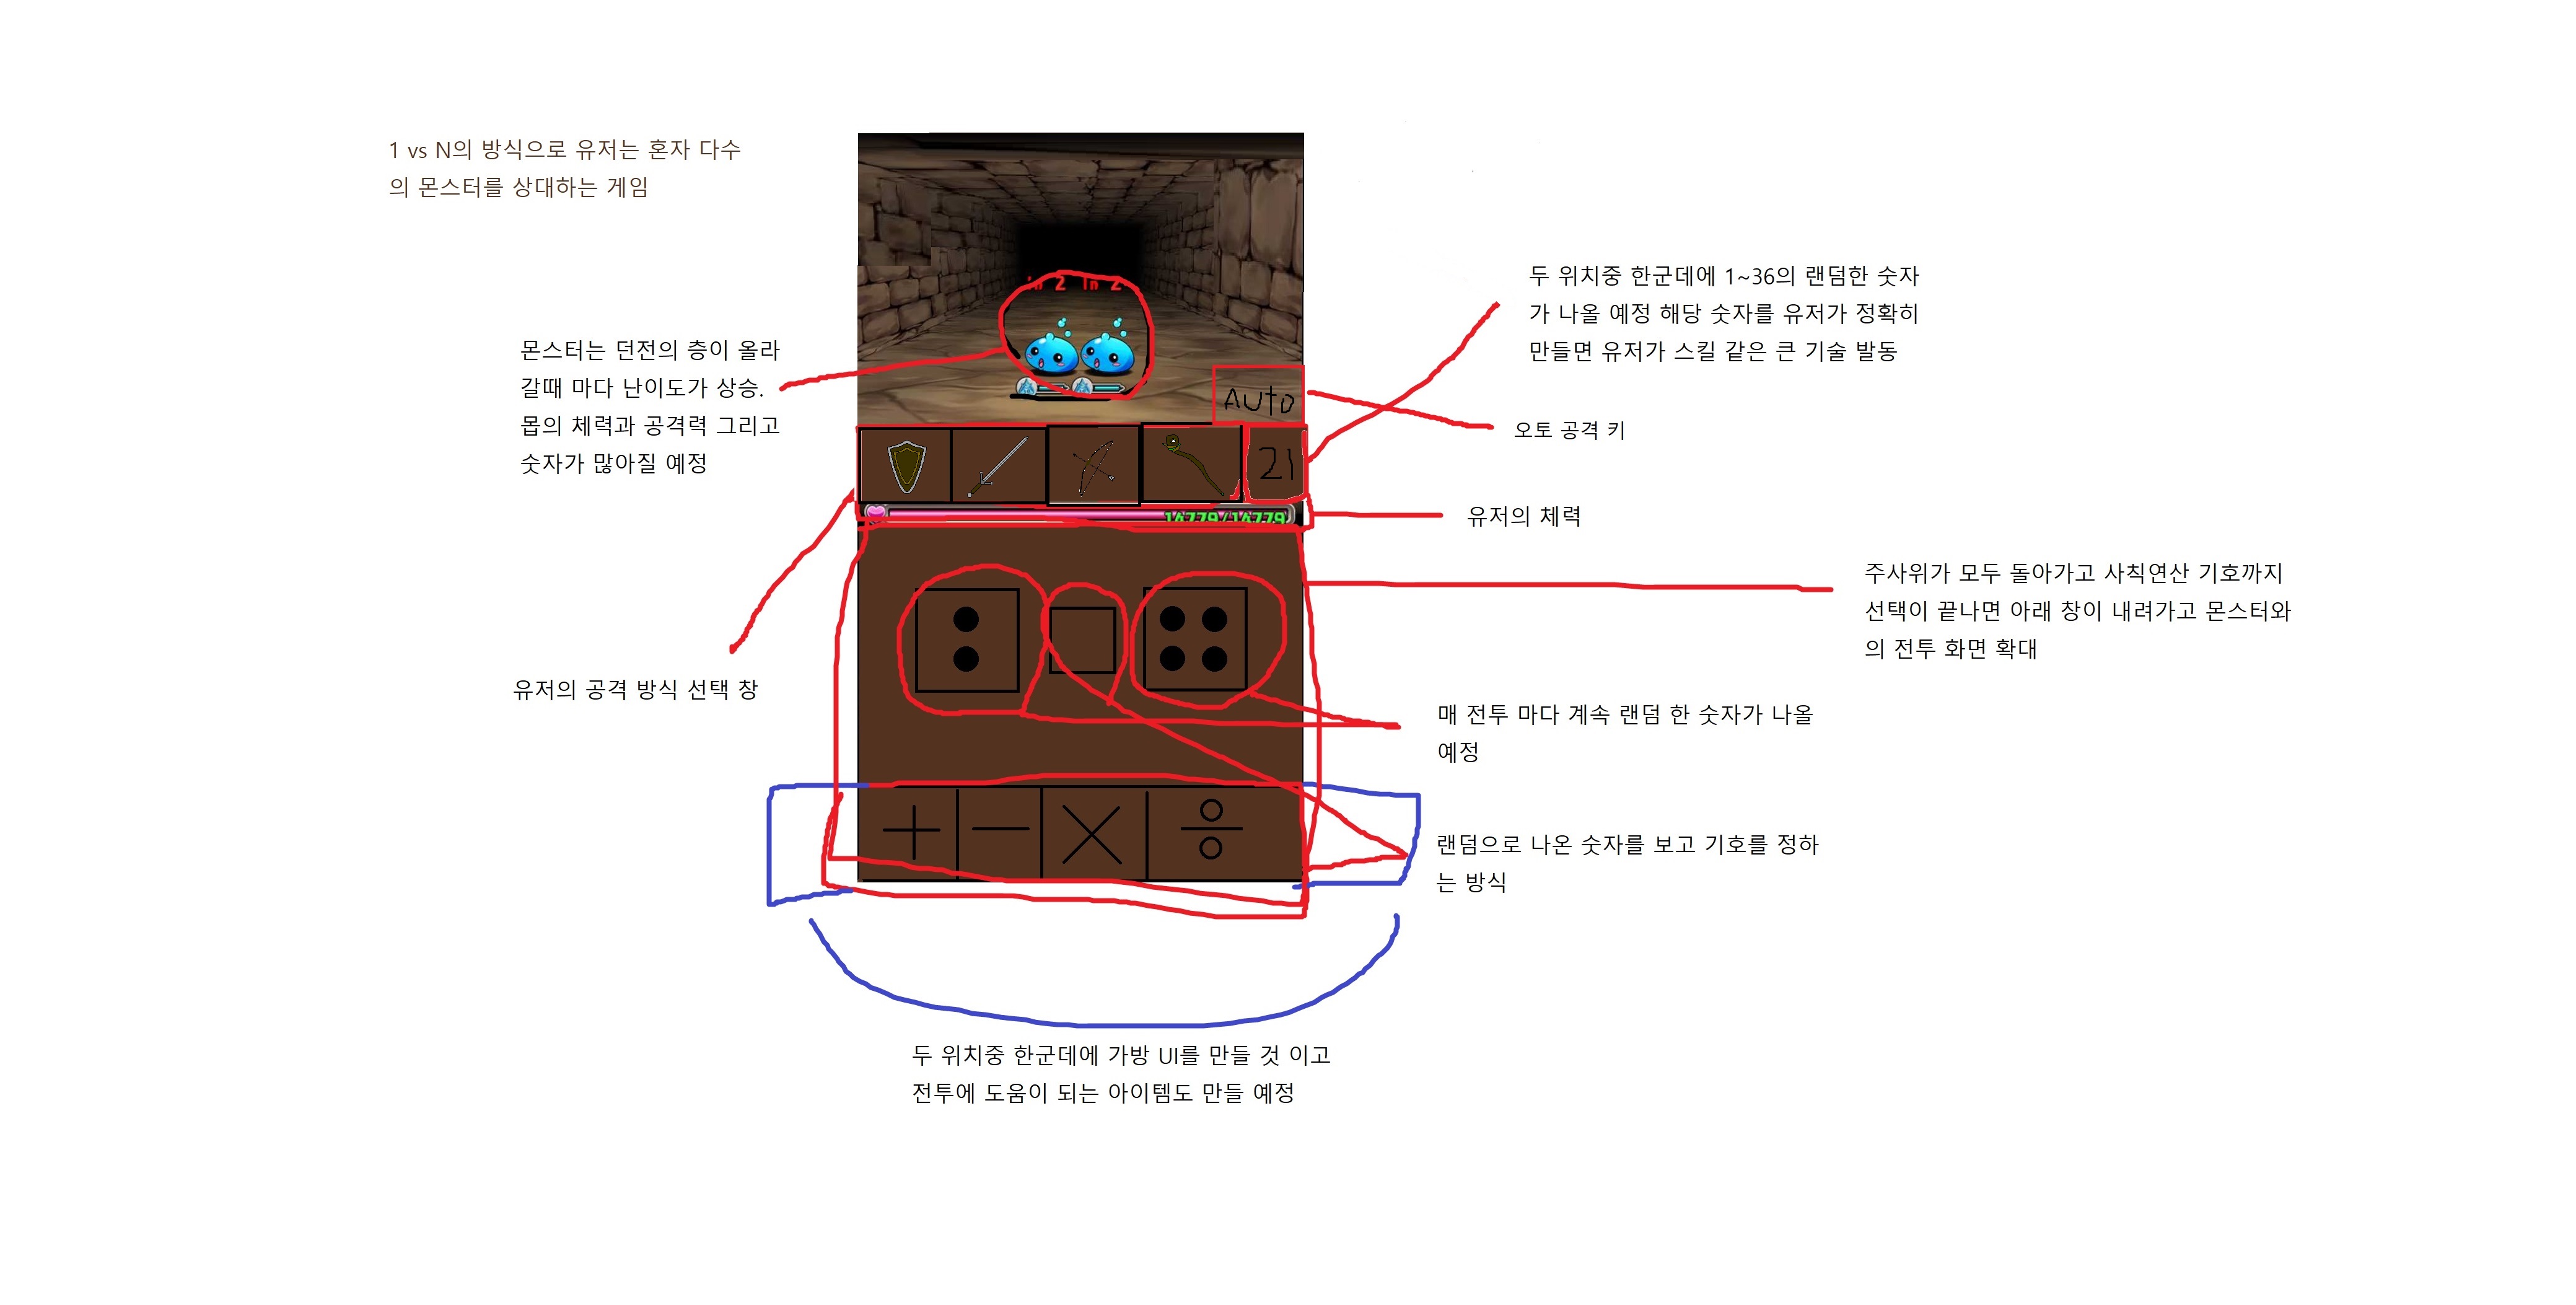 1 vs N의 방식으로 유저는 혼자 다수
의 몬스터를 상대하는 게임
몬스터는 던전의 층이 올라
갈때 마다 난이도가 상승.
몹의 체력과 공격력 그리고
숫자가 많아질 예정
유저의 공격 방식 선택 창
In 2 In 2
Auto
21
16779/16779
+ − × ÷
두 위치중 한군데에 1~36의 랜덤한 숫자
가 나올 예정 해당 숫자를 유저가 정확히
만들면 유저가 스킬 같은 큰 기술 발동
오토 공격 키
유저의 체력
주사위가 모두 돌아가고 사칙연산 기호까지
선택이 끝나면 아래 창이 내려가고 몬스터와
의 전투 화면 확대
매 전투 마다 계속 랜덤 한 숫자가 나올
예정
랜덤으로 나온 숫자를 보고 기호를 정하
는 방식
두 위치중 한군데에 가방 UI를 만들 것 이고
전투에 도움이 되는 아이템도 만들 예정